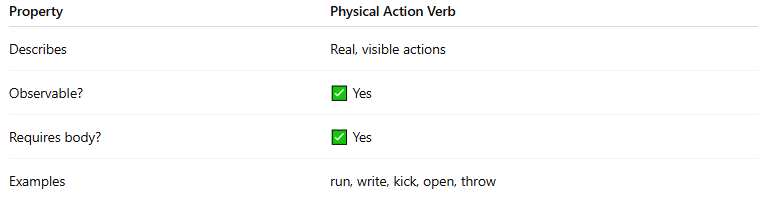 Property Physical Action Verb
Describes Real, visible actions
Observable? ✅ Yes
Requires body? ✅ Yes
Examples run, write, kick, open, throw